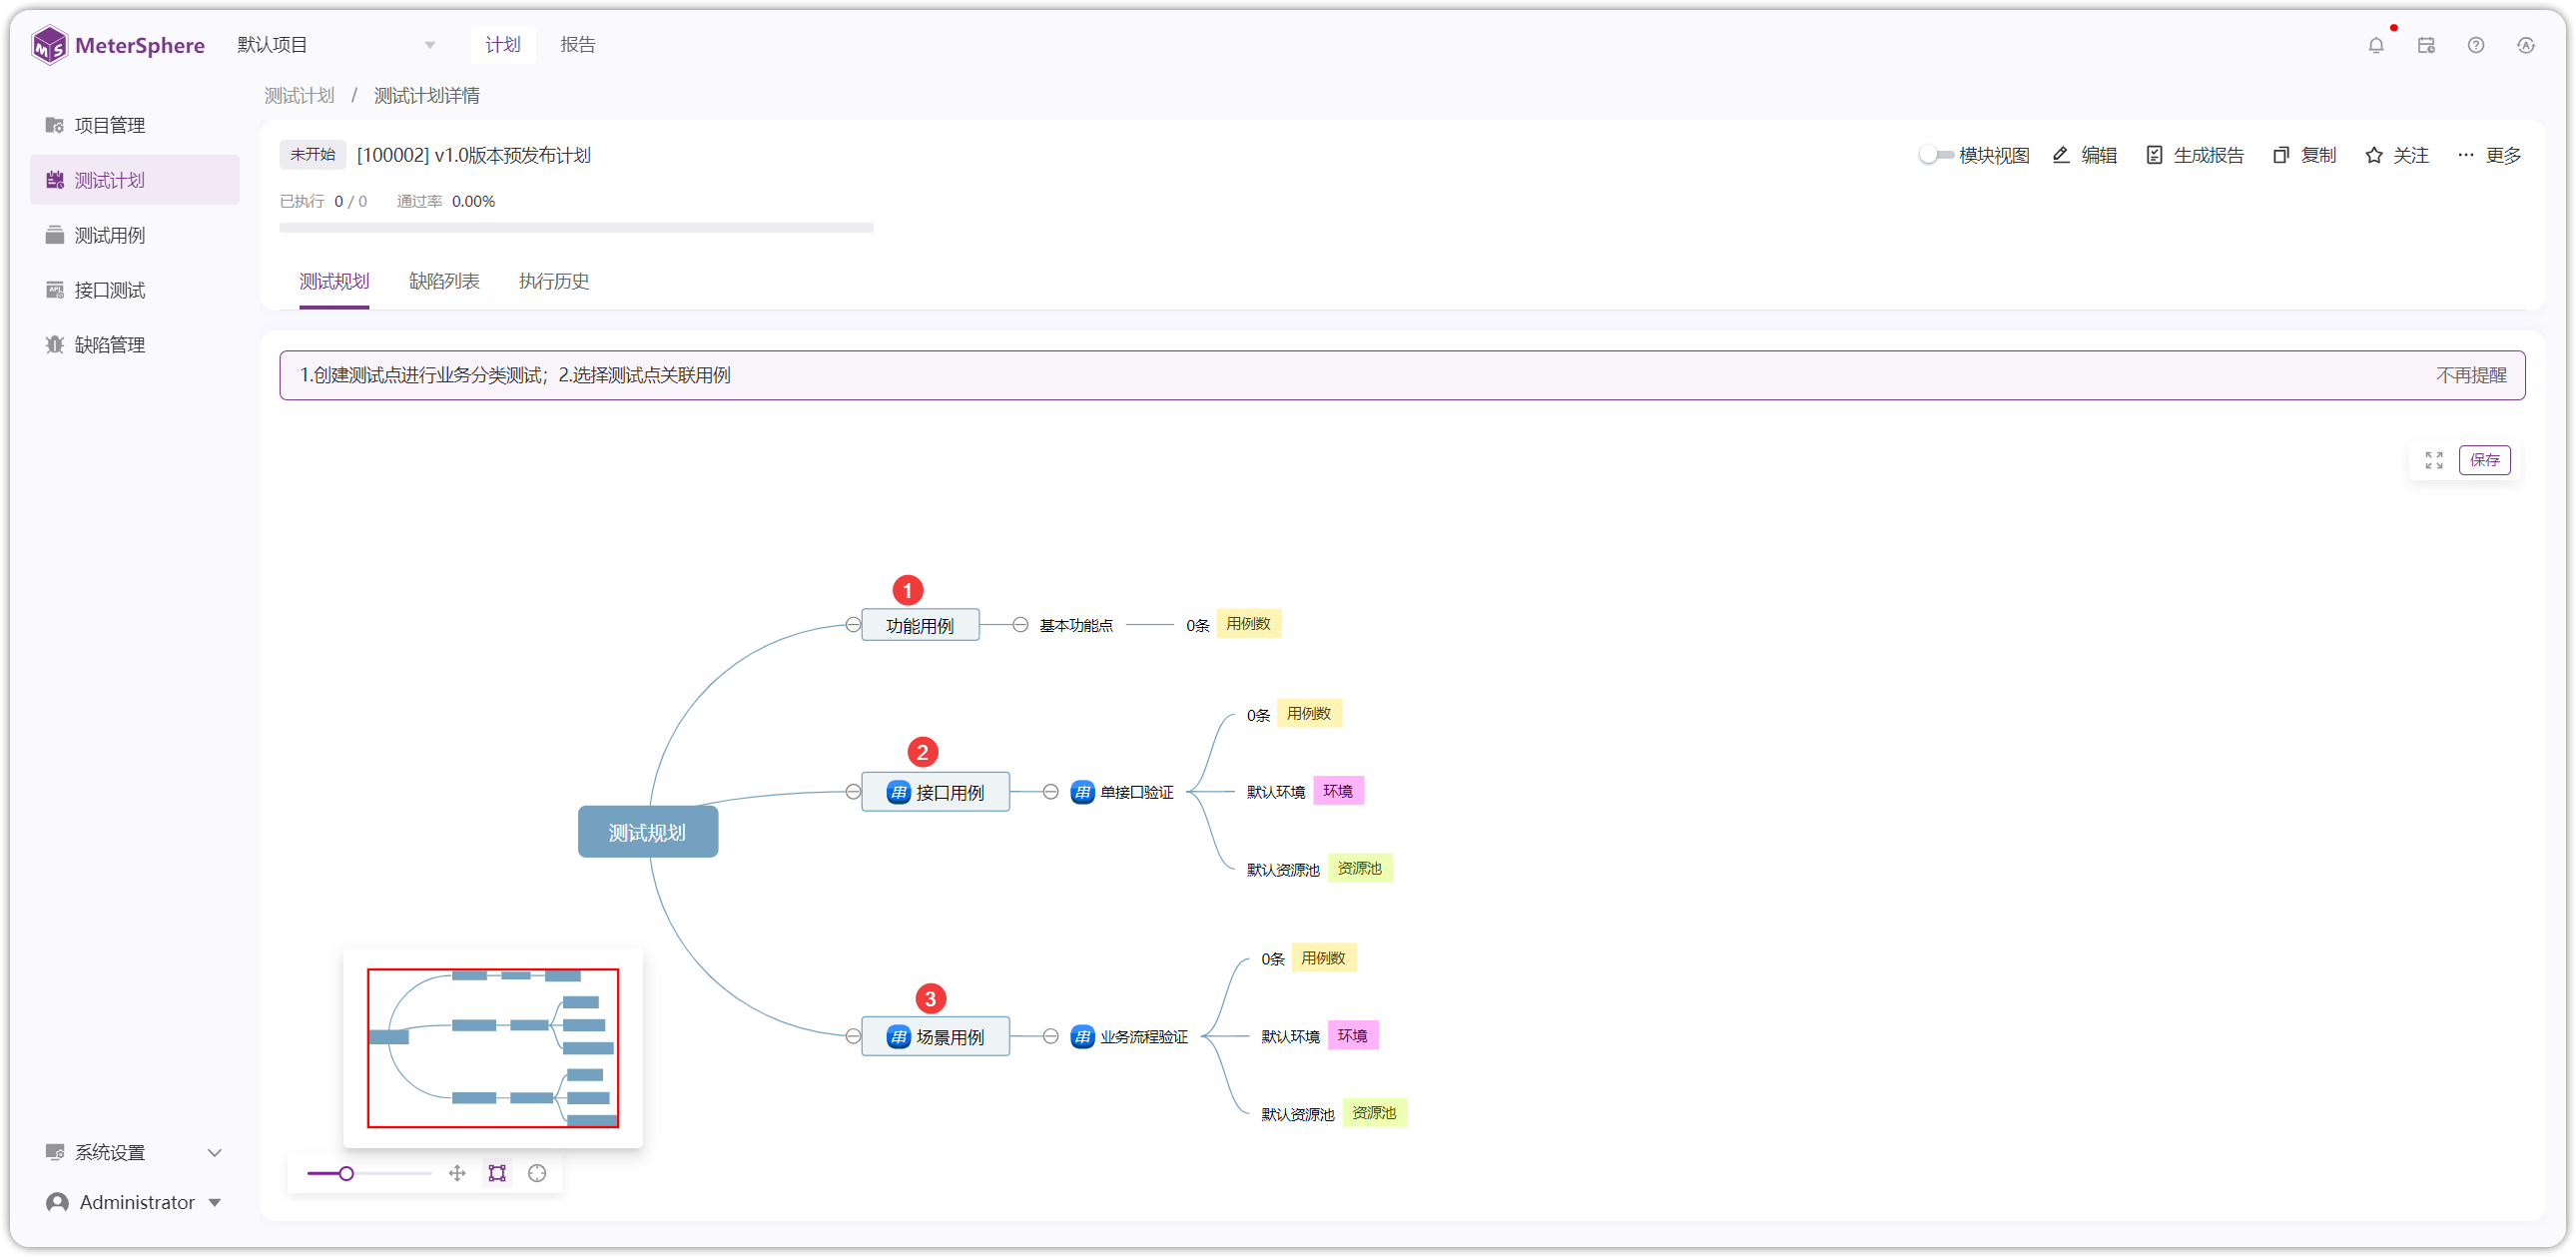 MeterSphere 默认项目 计划 报告
测试计划 / 测试计划详情
项目管理
测试计划
测试用例
接口测试
缺陷管理
系统设置
Administrator
未开始 [100002] v1.0版本预发布计划
模块视图 编辑 生成报告 复制 关注 ··· 更多
已执行 0 / 0 通过率 0.00%
测试规划 缺陷列表 执行历史
1.创建测试点进行业务分类测试；2.选择测试点关联用例 不再提醒
保存
1
功能用例 基本功能点 0条 用例数
0条 用例数
2
测试规划
串 接口用例 串 单接口验证 默认环境 环境
默认资源池 资源池
0条 用例数
3
串 场景用例 串 业务流程验证 默认环境 环境
默认资源池 资源池